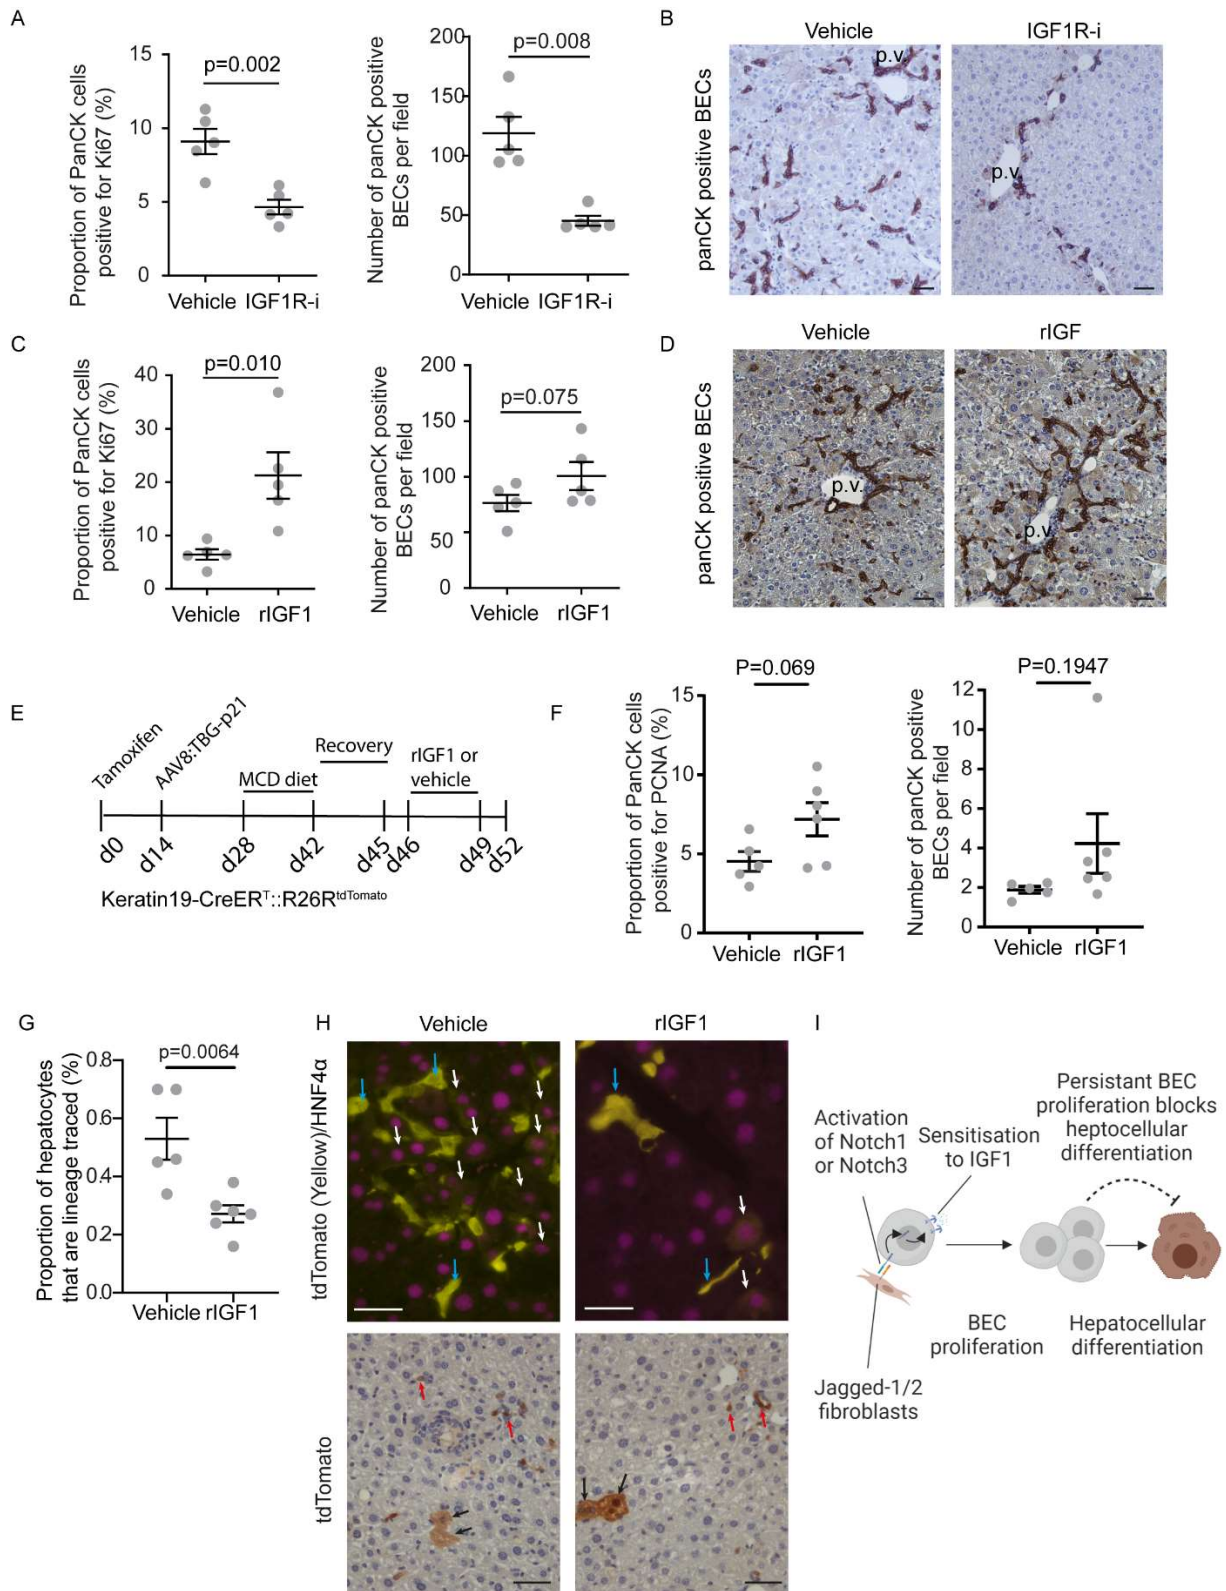 A
Proportion of PanCK cells
positive for Ki67 (%)
15
10
5
0
p=0.002
Vehicle IGF1R-i
Number of panCK positive
BECs per field
200
150
100
50
0
p=0.008
Vehicle IGF1R-i
B
Vehicle
IGF1R-i
panCK positive BECs
p.v.
p.v.
C
Proportion of PanCK cells
positive for Ki67 (%)
40
30
20
10
0
p=0.010
Vehicle rIGF1
Number of panCK positive
BECs per field
200
150
100
50
0
p=0.075
Vehicle rIGF1
D
Vehicle
rIGF
panCK positive BECs
p.v.
p.v.
E
Tamoxifen
AAV8:TBG-p21
MCD diet
Recovery
rIGF1 or
vehicle
d0 d14 d28 d42 d45 d46 d49 d52
Keratin19-CreERᵀ::R26Rᵗᵈᵀᵒᵐᵃᵗᵒ
F
Proportion of PanCK cells
positive for PCNA (%)
15
10
5
0
P=0.069
Vehicle rIGF1
Number of panCK positive
BECs per field
12
10
8
6
4
2
0
P=0.1947
Vehicle rIGF1
G
Proportion of hepatocytes
that are lineage traced (%)
0.8
0.6
0.4
0.2
0.0
p=0.0064
Vehicle rIGF1
H
Vehicle
rIGF1
tdTomato (Yellow)/HNF4α
tdTomato
I
Activation
of Notch1
or Notch3
Sensitisation
to IGF1
Persistant BEC
proliferation blocks
heptocellular
differentiation
BEC
proliferation
Hepatocellular
differentiation
Jagged-1/2
fibroblasts